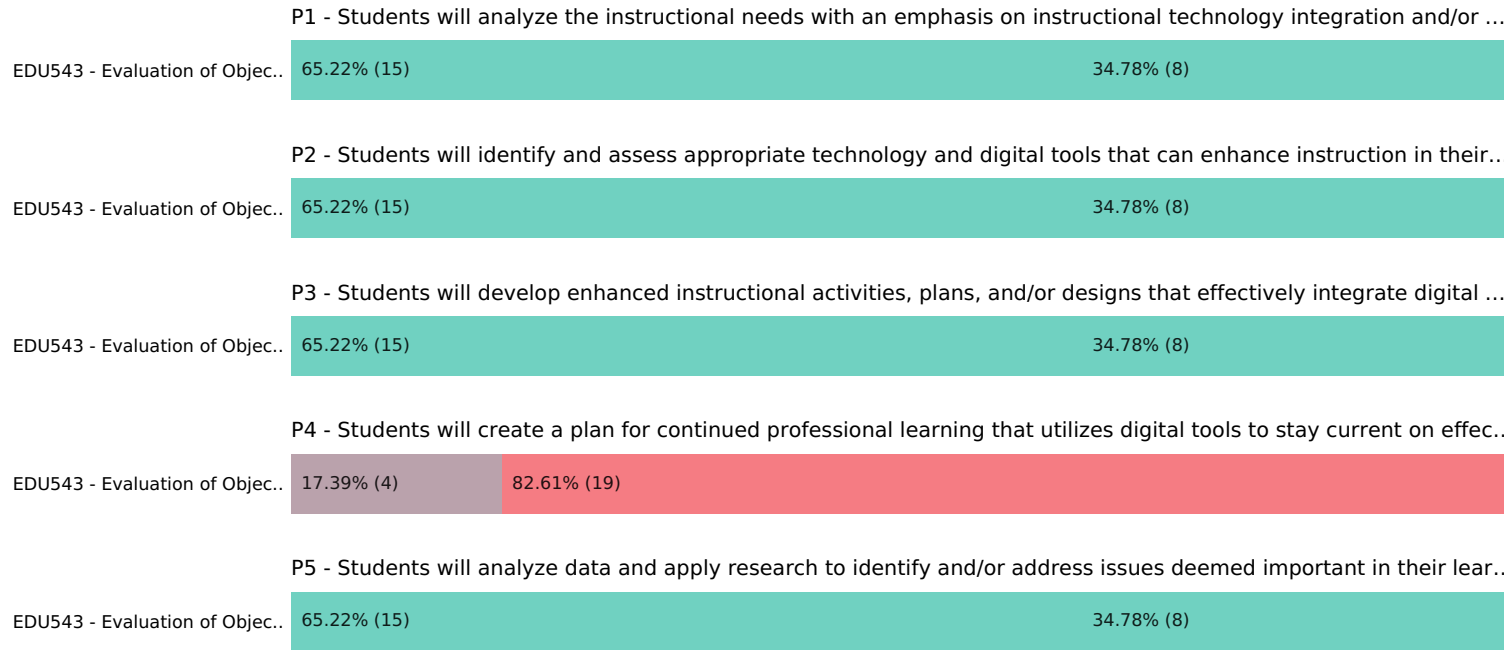 P1 - Students will analyze the instructional needs with an emphasis on instructional technology integration and/or ...
EDU543 - Evaluation of Objec.. 65.22% (15) 34.78% (8)
P2 - Students will identify and assess appropriate technology and digital tools that can enhance instruction in their..
EDU543 - Evaluation of Objec.. 65.22% (15) 34.78% (8)
P3 - Students will develop enhanced instructional activities, plans, and/or designs that effectively integrate digital ...
EDU543 - Evaluation of Objec.. 65.22% (15) 34.78% (8)
P4 - Students will create a plan for continued professional learning that utilizes digital tools to stay current on effec..
EDU543 - Evaluation of Objec.. 17.39% (4) 82.61% (19)
P5 - Students will analyze data and apply research to identify and/or address issues deemed important in their lear..
EDU543 - Evaluation of Objec.. 65.22% (15) 34.78% (8)